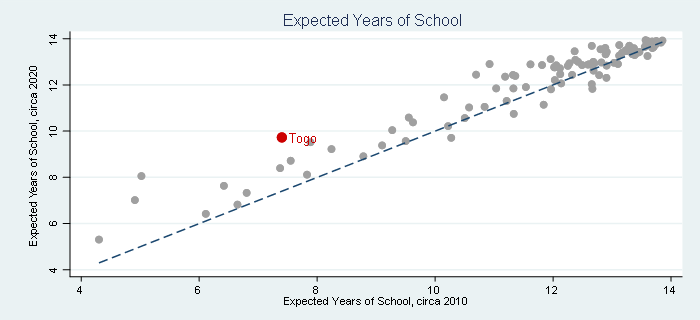 Expected Years of School
14
12
10
8
6
4
Expected Years of School, circa 2020
Togo
4 6 8 10 12 14
Expected Years of School, circa 2010